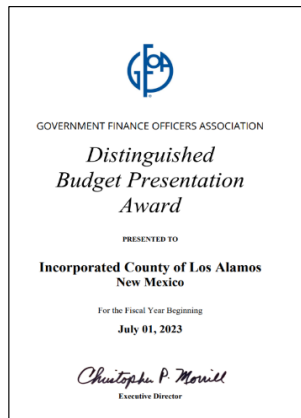 GFOA
GOVERNMENT FINANCE OFFICERS ASSOCIATION
Distinguished
Budget Presentation
Award
PRESENTED TO
Incorporated County of Los Alamos
New Mexico
For the Fiscal Year Beginning
July 01, 2023
Christopher P. Morrill
Executive Director